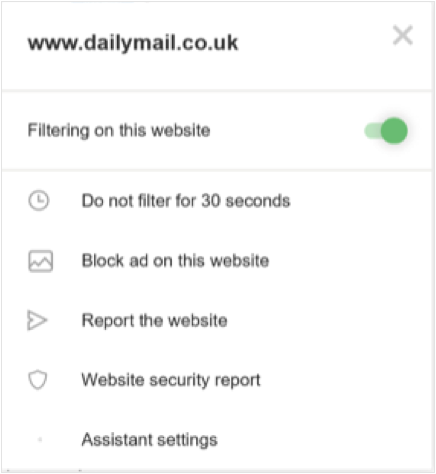 www.dailymail.co.uk
Filtering on this website
Do not filter for 30 seconds
Block ad on this website
Report the website
Website security report
Assistant settings